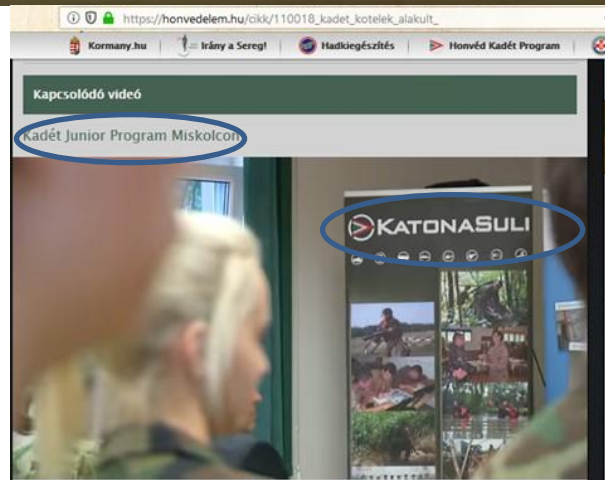 https://honvedelem.hu/cikk/110018_kadet_kotelek_alakult_
Kormany.hu
Irány a Sereg!
Hadkiegészítés
Honvéd Kadét Program
Kapcsolódó videó
Kadét Junior Program Miskolcon
KATONASULI